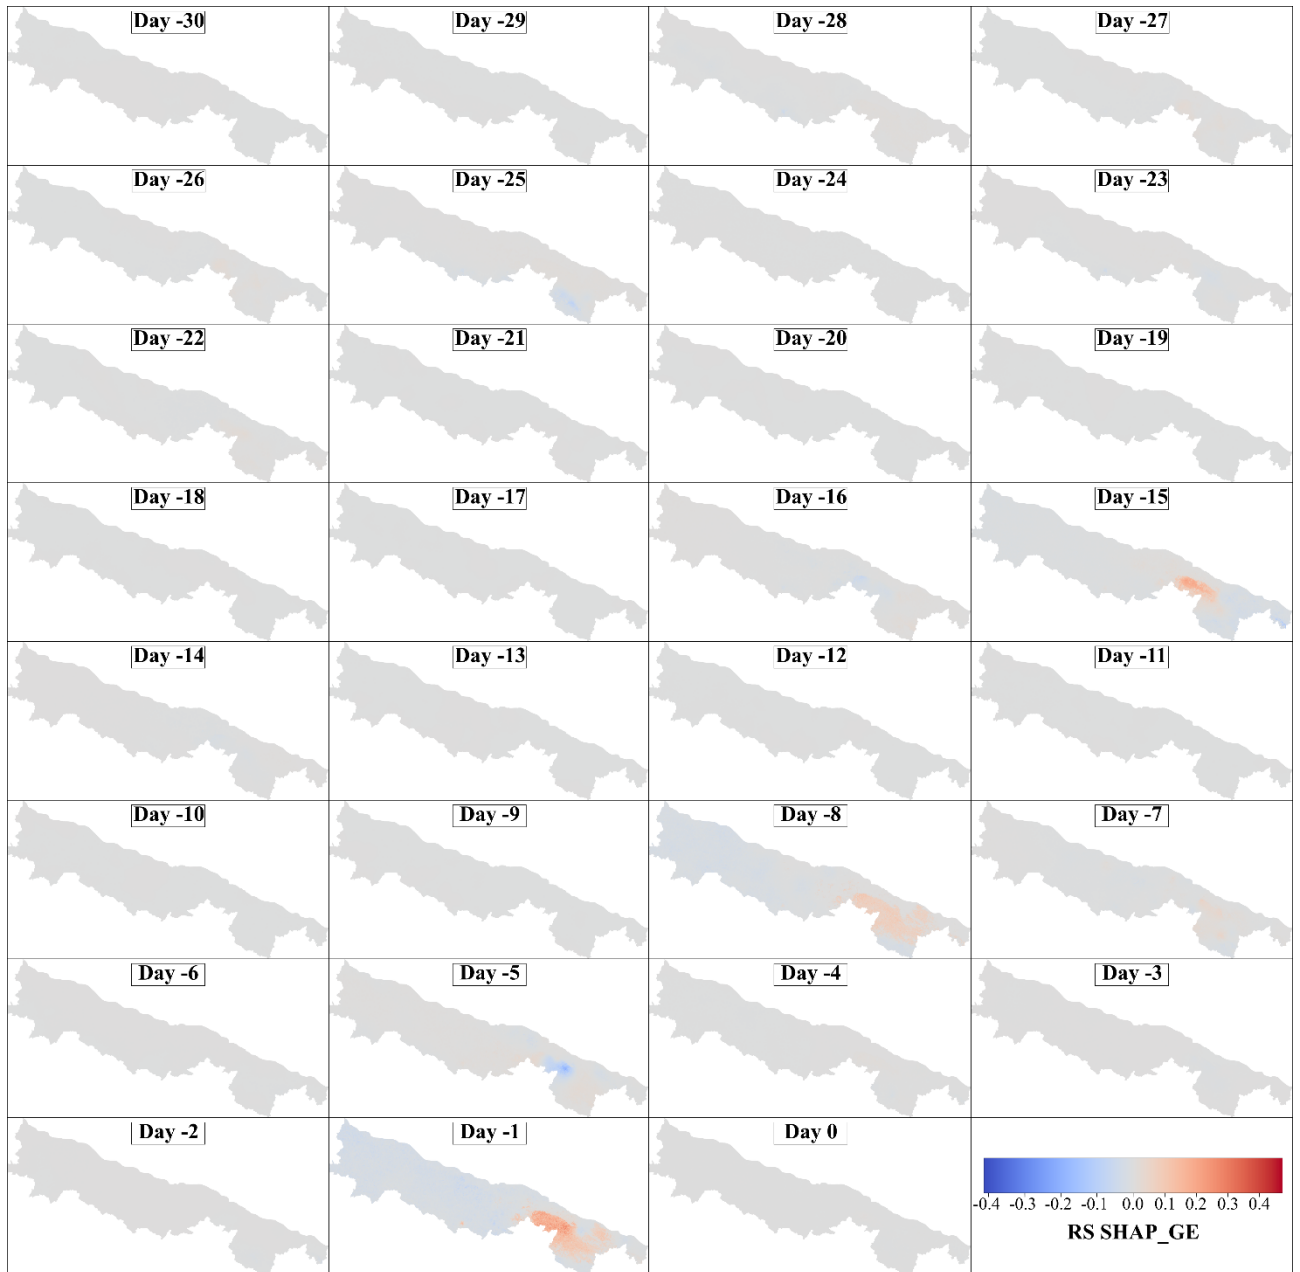 Day -30
Day -29
Day -28
Day -27
Day -26
Day -25
Day -24
Day -23
Day -22
Day -21
Day -20
Day -19
Day -18
Day -17
Day -16
Day -15
Day -14
Day -13
Day -12
Day -11
Day -10
Day -9
Day -8
Day -7
Day -6
Day -5
Day -4
Day -3
Day -2
Day -1
Day 0
-0.4 -0.3 -0.2 -0.1 0.0 0.1 0.2 0.3 0.4
RS SHAP_GE